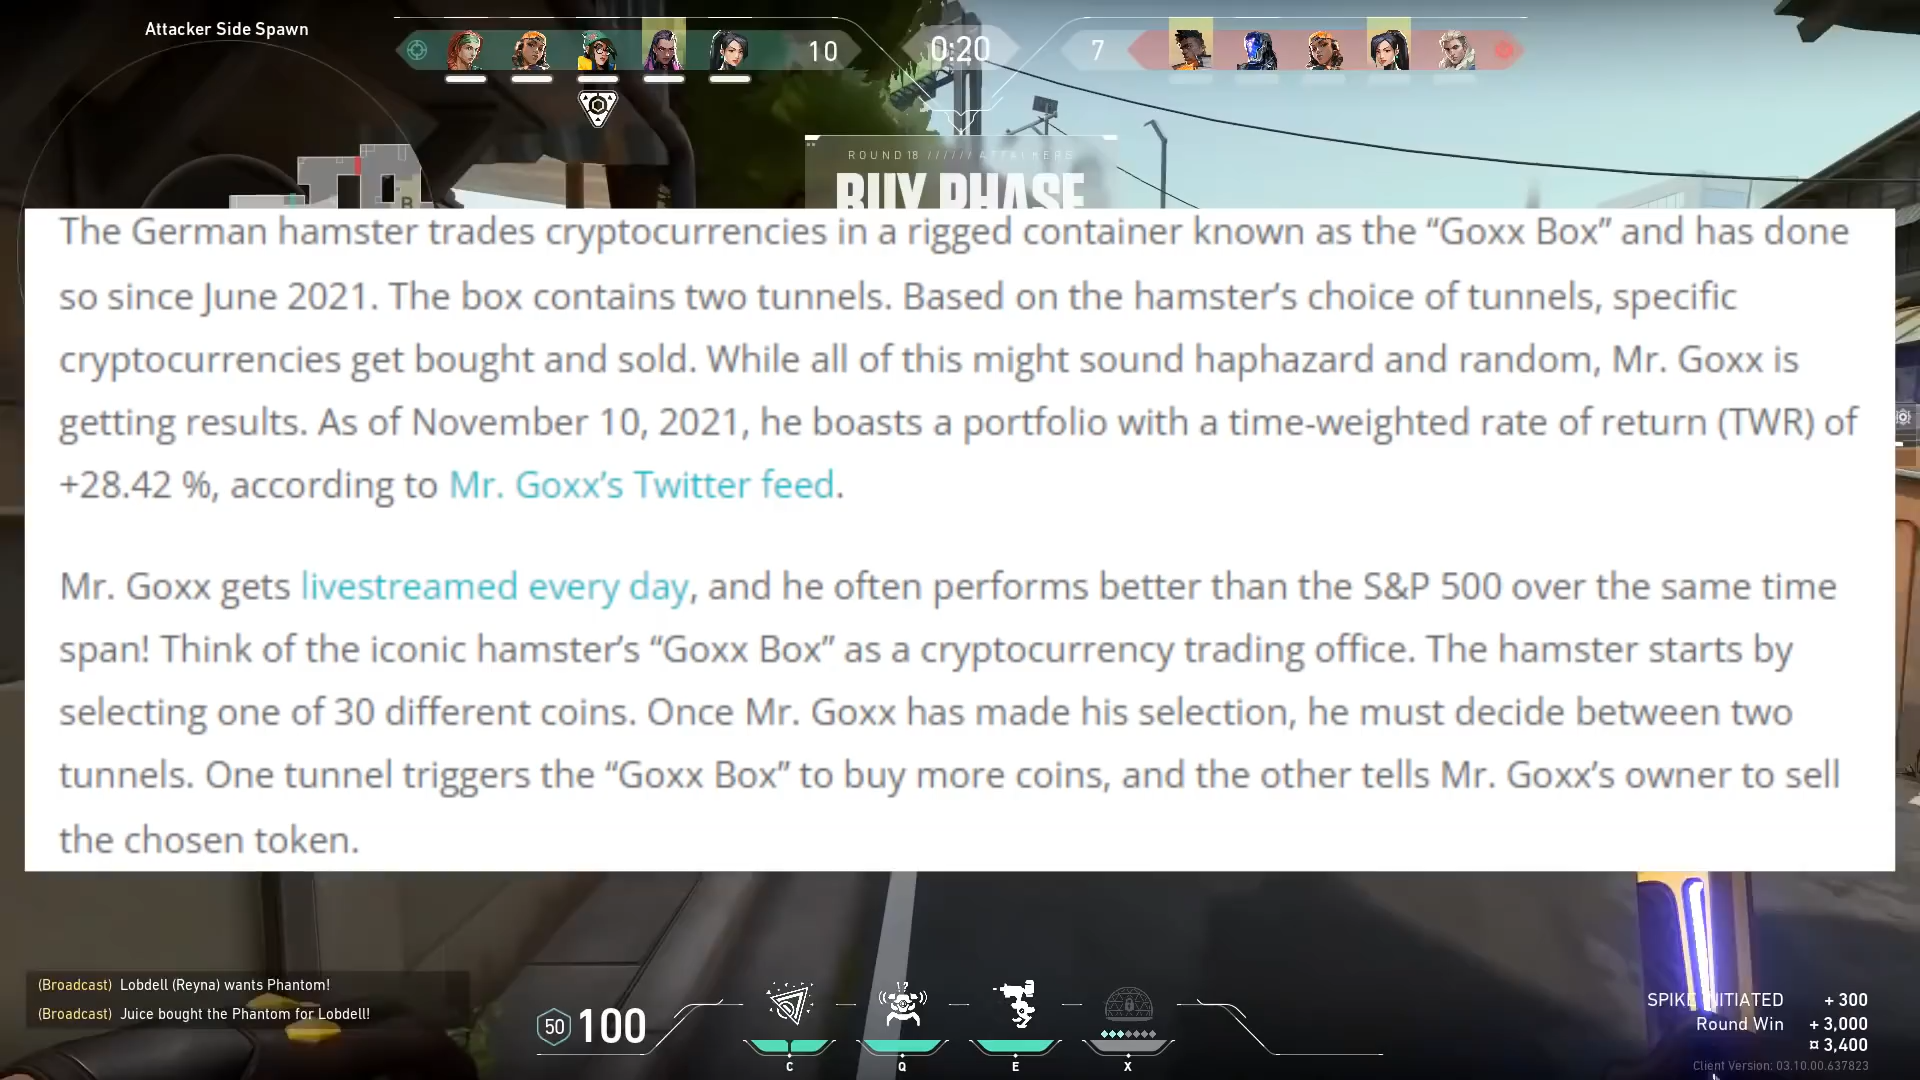 Attacker Side Spawn
10
0:20
7
ROUND 18 ////// ATTACKERS
BUY PHASE
B
The German hamster trades cryptocurrencies in a rigged container known as the “Goxx Box” and has done
so since June 2021. The box contains two tunnels. Based on the hamster’s choice of tunnels, specific
cryptocurrencies get bought and sold. While all of this might sound haphazard and random, Mr. Goxx is
getting results. As of November 10, 2021, he boasts a portfolio with a time-weighted rate of return (TWR) of
+28.42 %, according to Mr. Goxx’s Twitter feed.
Mr. Goxx gets livestreamed every day, and he often performs better than the S&P 500 over the same time
span! Think of the iconic hamster’s “Goxx Box” as a cryptocurrency trading office. The hamster starts by
selecting one of 30 different coins. Once Mr. Goxx has made his selection, he must decide between two
tunnels. One tunnel triggers the “Goxx Box” to buy more coins, and the other tells Mr. Goxx’s owner to sell
the chosen token.
(Broadcast) Lobdell (Reyna) wants Phantom!
(Broadcast) Juice bought the Phantom for Lobdell!
50 100
C
Q
E
X
SPIKE INITIATED + 300
Round Win + 3,000
¤ 3,400
Client Version: 03.10.00.637823